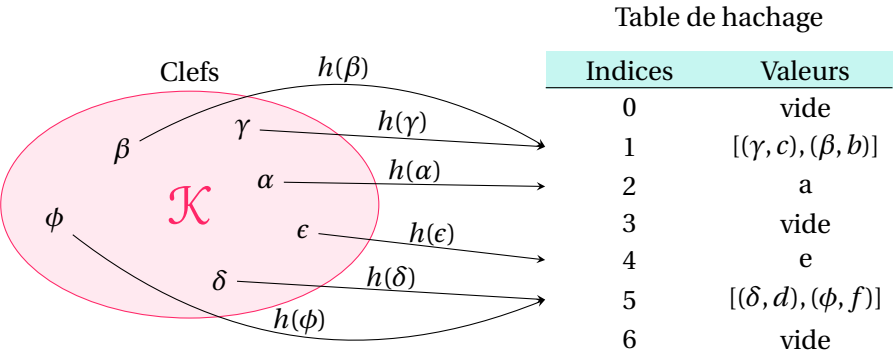 Table de hachage
Clefs
Indices Valeurs
0 vide
1 [(γ, c), (β, b)]
2 a
3 vide
4 e
5 [(δ, d), (ϕ, f)]
6 vide
h(β)
β
γ
h(γ)
α
h(α)
𝒦
ϕ
ϵ
h(ϵ)
δ
h(δ)
h(ϕ)